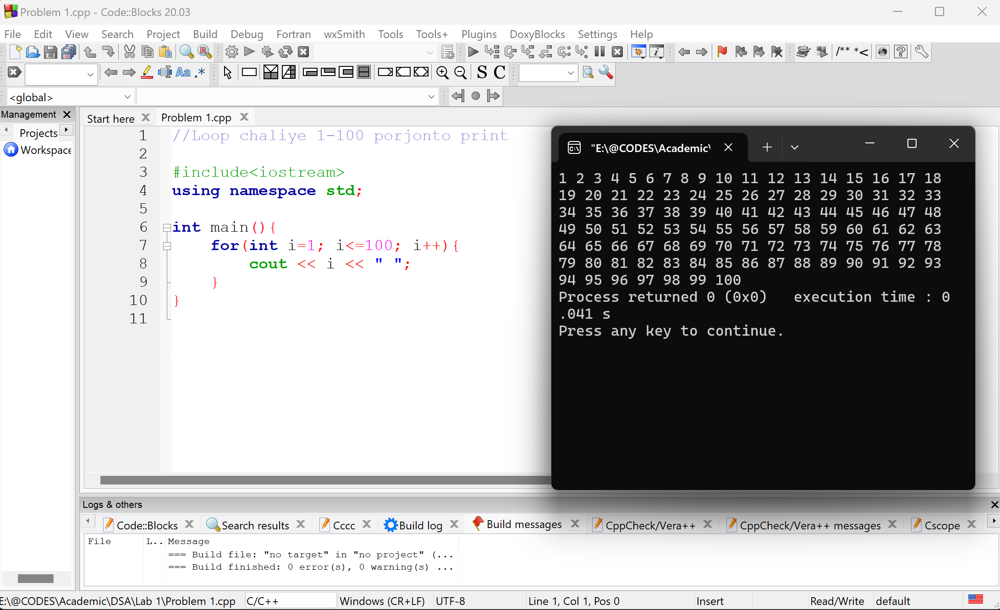 Problem 1.cpp - Code::Blocks 20.03
File Edit View Search Project Build Debug Fortran wxSmith Tools Tools+ Plugins DoxyBlocks Settings Help
/** *<
Aa .* S C
<global>
Management
Projects
Workspace
Start here Problem 1.cpp
1 //Loop chaliye 1-100 porjonto print
2
3 #include<iostream>
4 using namespace std;
5
6 int main(){
7 for(int i=1; i<=100; i++){
8 cout << i << " ";
9 }
10 }
11
"E:\@CODES\Academic\
1 2 3 4 5 6 7 8 9 10 11 12 13 14 15 16 17 18
19 20 21 22 23 24 25 26 27 28 29 30 31 32 33
34 35 36 37 38 39 40 41 42 43 44 45 46 47 48
49 50 51 52 53 54 55 56 57 58 59 60 61 62 63
64 65 66 67 68 69 70 71 72 73 74 75 76 77 78
79 80 81 82 83 84 85 86 87 88 89 90 91 92 93
94 95 96 97 98 99 100
Process returned 0 (0x0) execution time : 0
.041 s
Press any key to continue.
Logs & others
Code::Blocks Search results Cccc Build log Build messages CppCheck/Vera++ CppCheck/Vera++ messages Cscope
File L.. Message
=== Build file: "no target" in "no project" (...
=== Build finished: 0 error(s), 0 warning(s) ...
E:\@CODES\Academic\DSA\Lab 1\Problem 1.cpp C/C++ Windows (CR+LF) UTF-8 Line 1, Col 1, Pos 0 Insert Read/Write default